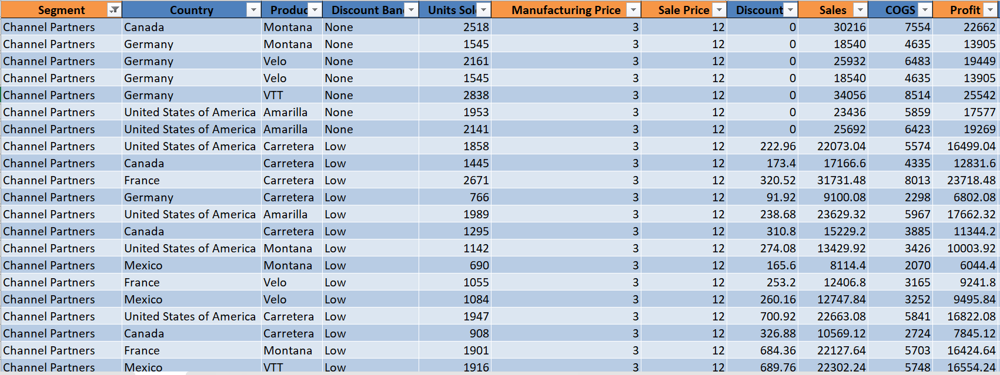 Segment Country Produc Discount Ban Units Sol Manufacturing Price Sale Price Discount Sales COGS Profit
Channel Partners Canada Montana None 2518 3 12 0 30216 7554 22662
Channel Partners Germany Montana None 1545 3 12 0 18540 4635 13905
Channel Partners Germany Velo None 2161 3 12 0 25932 6483 19449
Channel Partners Germany Velo None 1545 3 12 0 18540 4635 13905
Channel Partners Germany VTT None 2838 3 12 0 34056 8514 25542
Channel Partners United States of America Amarilla None 1953 3 12 0 23436 5859 17577
Channel Partners United States of America Amarilla None 2141 3 12 0 25692 6423 19269
Channel Partners United States of America Carretera Low 1858 3 12 222.96 22073.04 5574 16499.04
Channel Partners Canada Carretera Low 1445 3 12 173.4 17166.6 4335 12831.6
Channel Partners France Carretera Low 2671 3 12 320.52 31731.48 8013 23718.48
Channel Partners Germany Carretera Low 766 3 12 91.92 9100.08 2298 6802.08
Channel Partners United States of America Amarilla Low 1989 3 12 238.68 23629.32 5967 17662.32
Channel Partners Canada Carretera Low 1295 3 12 310.8 15229.2 3885 11344.2
Channel Partners United States of America Montana Low 1142 3 12 274.08 13429.92 3426 10003.92
Channel Partners Mexico Montana Low 690 3 12 165.6 8114.4 2070 6044.4
Channel Partners France Velo Low 1055 3 12 253.2 12406.8 3165 9241.8
Channel Partners Mexico Velo Low 1084 3 12 260.16 12747.84 3252 9495.84
Channel Partners United States of America Carretera Low 1947 3 12 700.92 22663.08 5841 16822.08
Channel Partners Canada Carretera Low 908 3 12 326.88 10569.12 2724 7845.12
Channel Partners France Montana Low 1901 3 12 684.36 22127.64 5703 16424.64
Channel Partners Mexico VTT Low 1916 3 12 689.76 22302.24 5748 16554.24